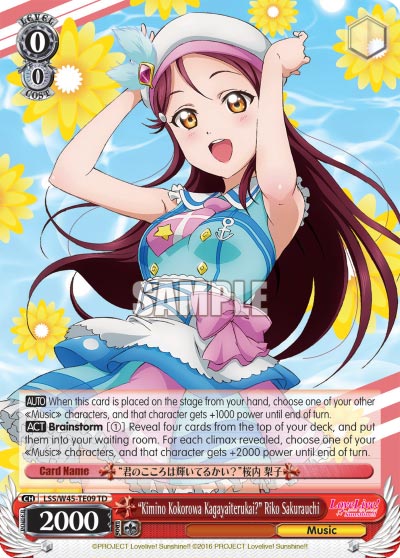 LEVEL
0
0
COST
SAMPLE
AUTO When this card is placed on the stage from your hand, choose one of your other
«Music» characters, and that character gets +1000 power until end of turn.
ACT Brainstorm [①] Reveal four cards from the top of your deck, and put
them into your waiting room. For each climax revealed, choose one of your
«Music» characters, and that character gets +2000 power until end of turn.
Card Name
“君のこころは輝いてるかい？”桜内 梨子
CH LSS/W45-TE09 TD
"Kimino Kokorowa Kagayaiterukai?" Riko Sakurauchi
POWER
2000
SOUL
LoveLive!
Sunshine!!
Music
©PROJECT Lovelive! Sunshine!! ©2016 PROJECT Lovelive! Sunshine!!